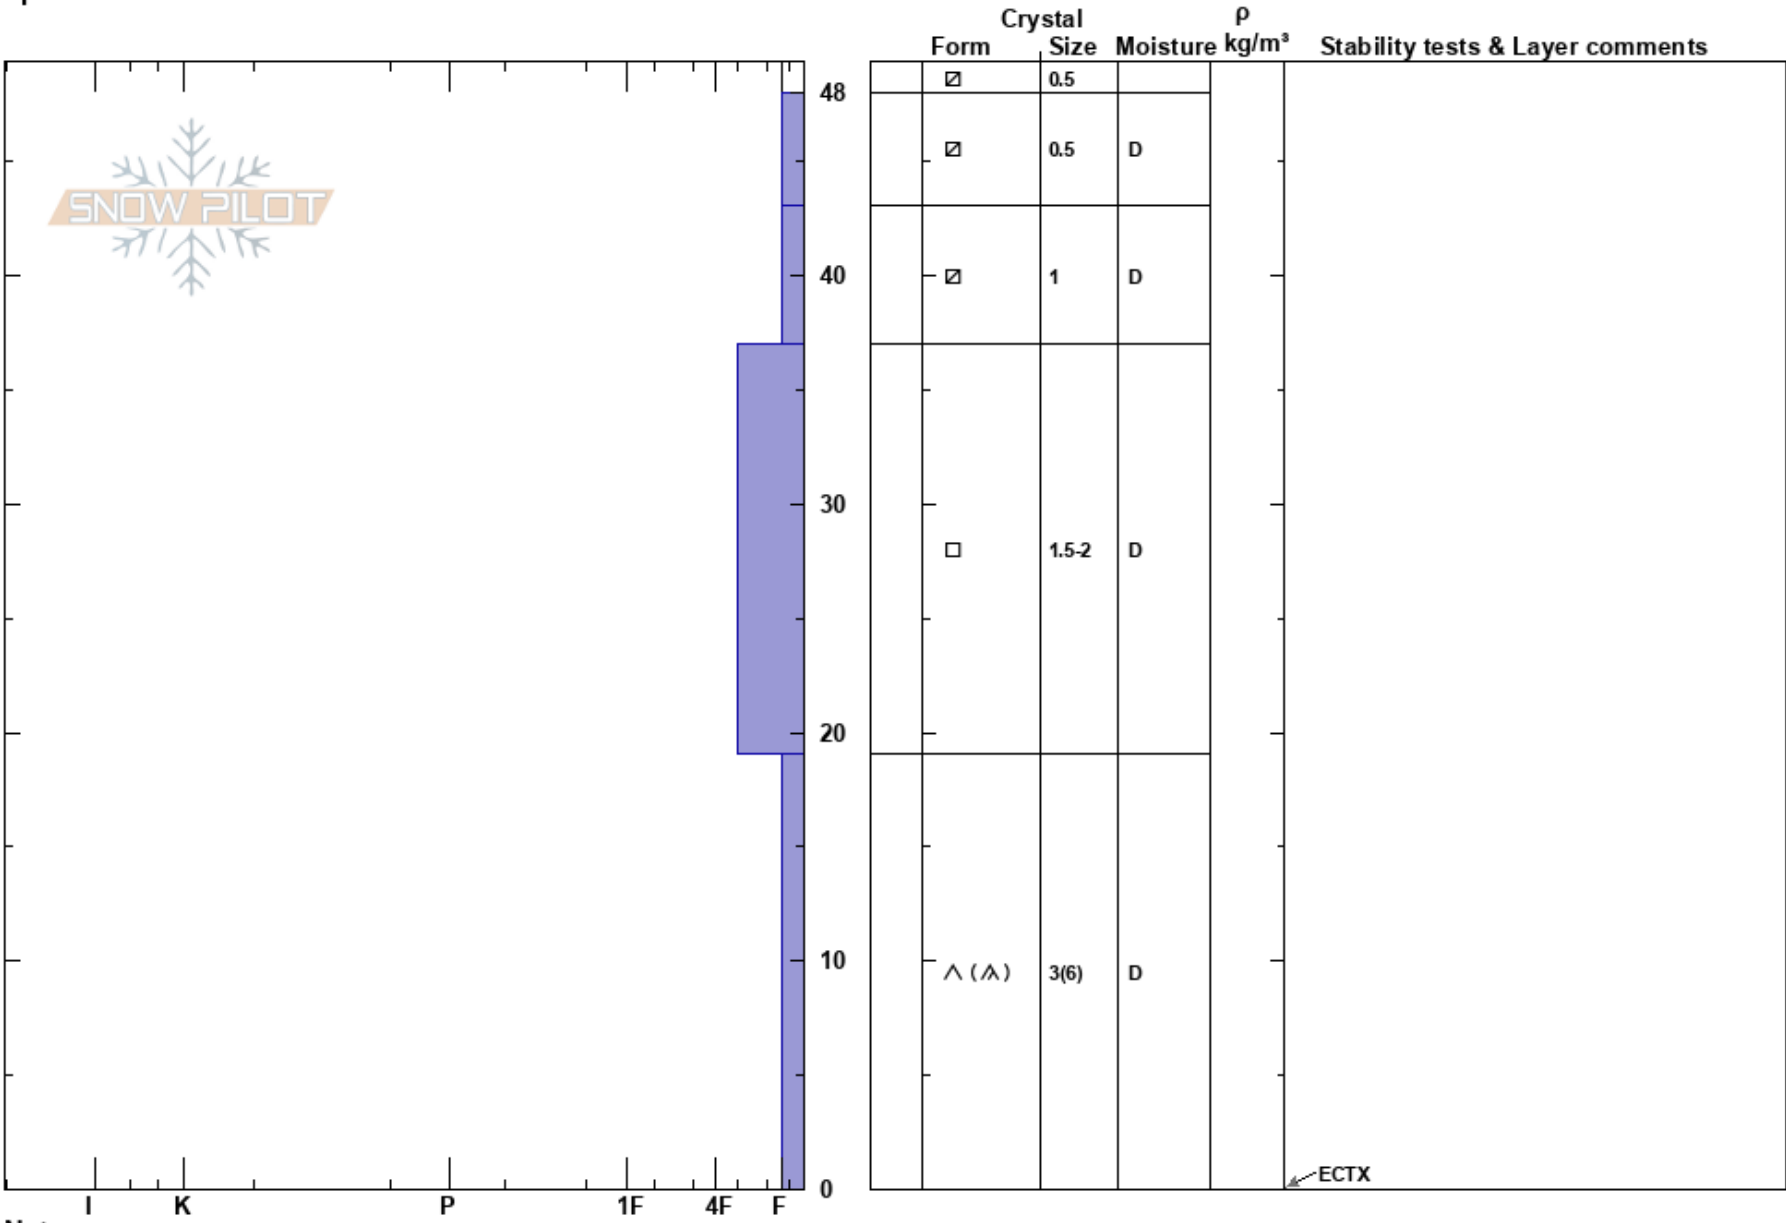 Crystal ρ
Form Size Moisture kg/m³ Stability tests & Layer comments
0.5
48
SNOW PILOT
0.5 D
40
1 D
30
1.5-2 D
20
10
3(6) D
ECTX
0
I K P 1F 4F F